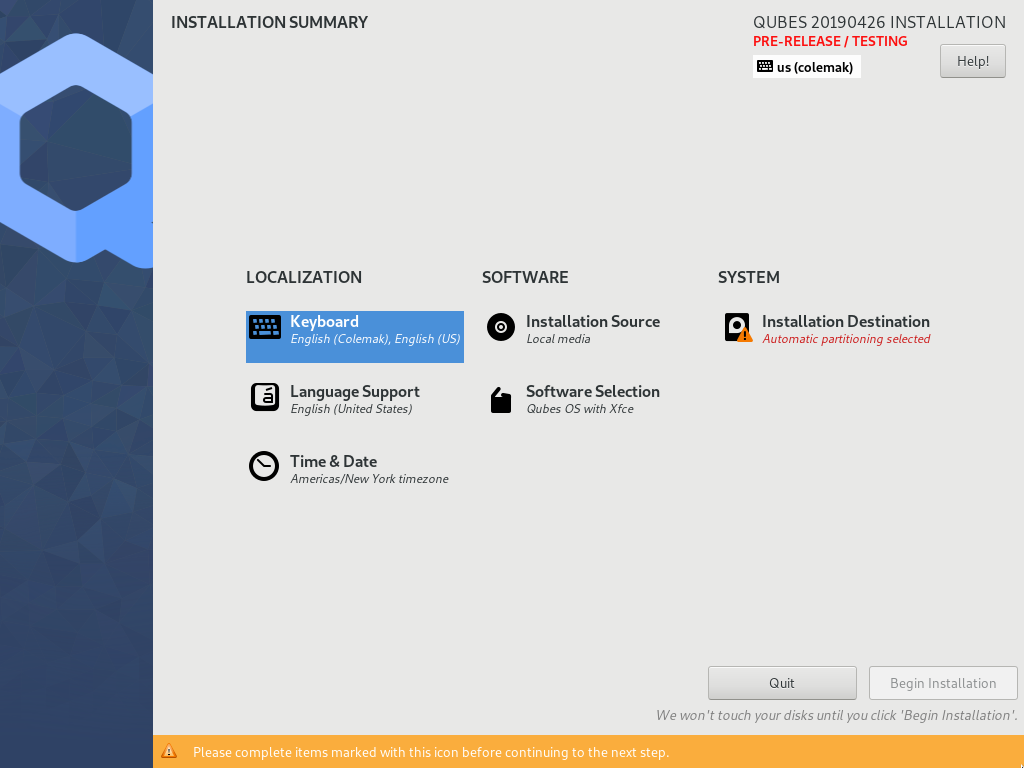 INSTALLATION SUMMARY
QUBES 20190426 INSTALLATION
PRE-RELEASE / TESTING
us (colemak)
Help!
LOCALIZATION
Keyboard
English (Colemak), English (US)
Language Support
English (United States)
Time & Date
Americas/New York timezone
SOFTWARE
Installation Source
Local media
Software Selection
Qubes OS with Xfce
SYSTEM
Installation Destination
Automatic partitioning selected
Quit
Begin Installation
We won't touch your disks until you click 'Begin Installation'.
Please complete items marked with this icon before continuing to the next step.